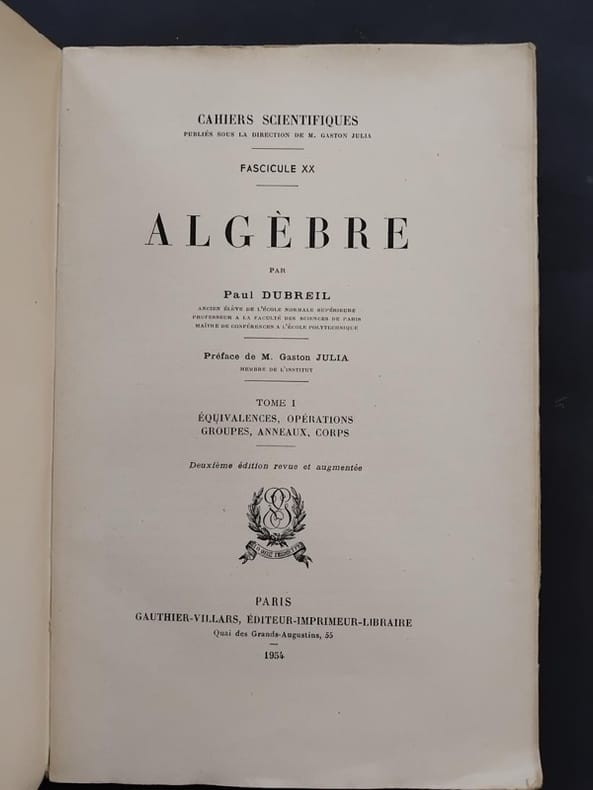 CAHIERS SCIENTIFIQUES
PUBLIÉS SOUS LA DIRECTION DE M. GASTON JULIA
FASCICULE XX
ALGÈBRE
PAR
Paul DUBREIL
ANCIEN ÉLÈVE DE L'ÉCOLE NORMALE SUPÉRIEURE
PROFESSEUR A LA FACULTÉ DES SCIENCES DE PARIS
MAÎTRE DE CONFÉRENCES A L'ÉCOLE POLYTECHNIQUE
Préface de M. Gaston JULIA
MEMBRE DE L'INSTITUT
TOME I
ÉQUIVALENCES, OPÉRATIONS
GROUPES, ANNEAUX, CORPS
Deuxième édition revue et augmentée
PARIS
GAUTHIER-VILLARS, ÉDITEUR-IMPRIMEUR-LIBRAIRE
Quai des Grands-Augustins, 55
1954